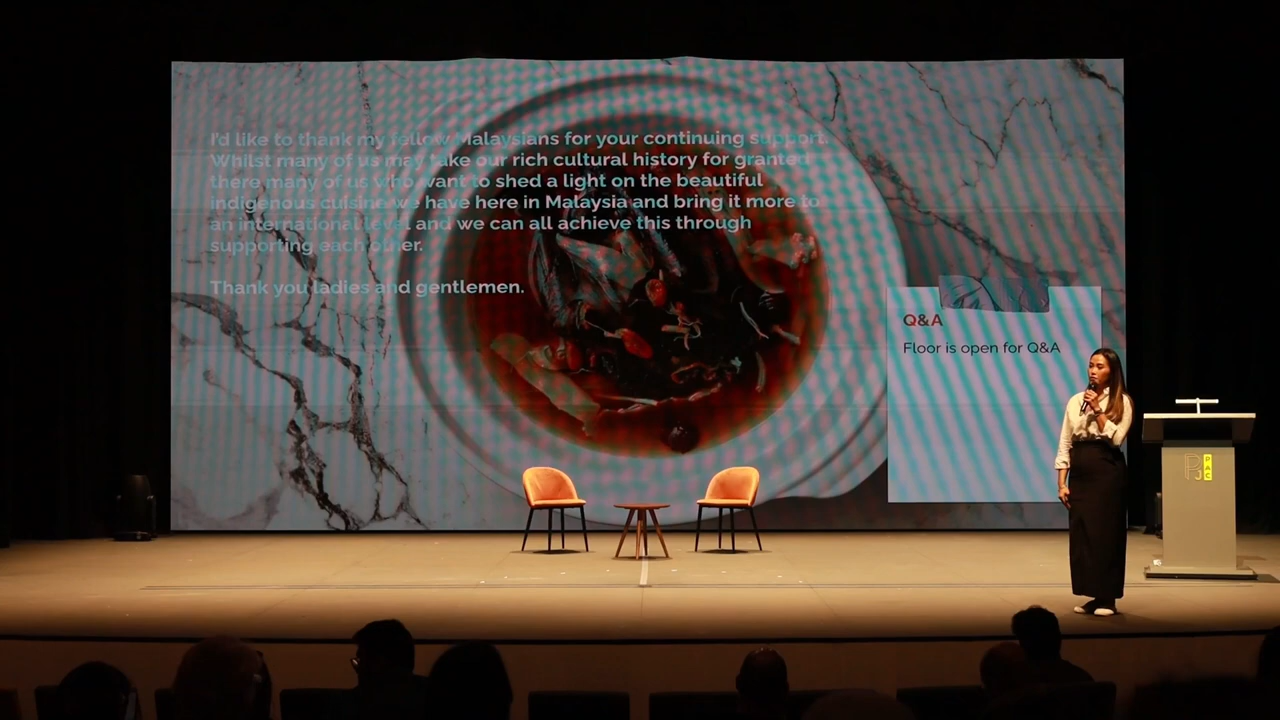 I'd like to thank my fellow Malaysians for your continuing support.
Whilst many of us may take our rich cultural history for granted
there many of us who want to shed a light on the beautiful
indigenous cuisine we have here in Malaysia and bring it more to
an international level and we can all achieve this through
supporting each other.
Thank you ladies and gentlemen.
Q&A
Floor is open for Q&A
PJ
PAC